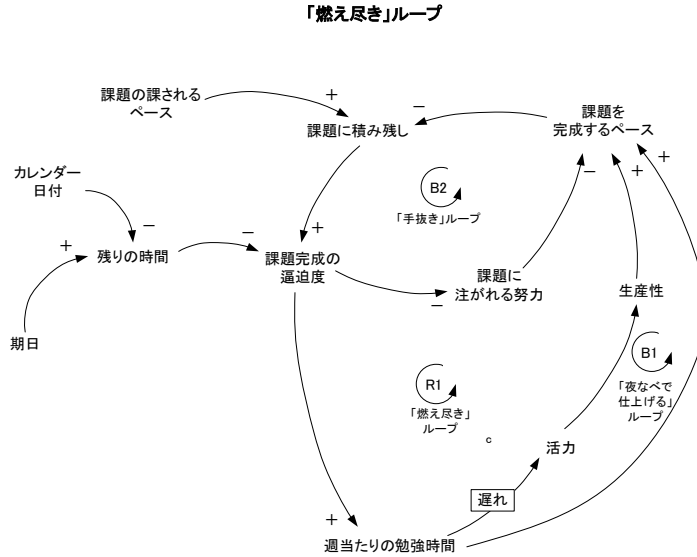 「燃え尽き」ループ
課題の課される
ペース
+
課題に積み残し
−
課題を
完成するペース
+
−
+
カレンダー
日付
−
+
残りの時間
−
+
課題完成の
逼迫度
B2
「手抜き」ループ
−
課題に
注がれる努力
生産性
期日
B1
「夜なべで
仕上げる」
ループ
R1
「燃え尽き」
ループ
c
活力
遅れ
+
週当たりの勉強時間